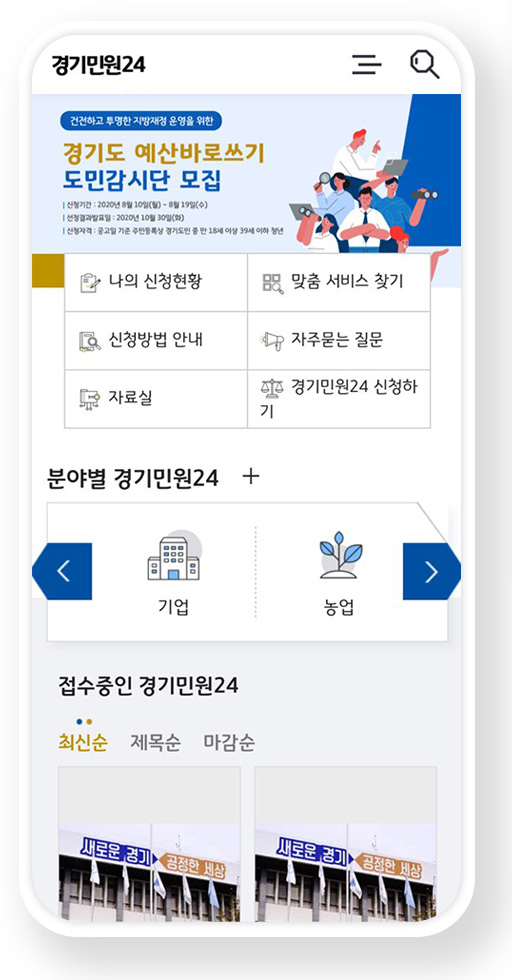 경기민원24
건전하고 투명한 지방재정 운영을 위한
경기도 예산바로쓰기
도민감시단 모집
| 신청기간 : 2020년 8월 10일(월) ~ 8월 19일(수)
| 선정결과발표일 : 2020년 10월 30일(화)
| 신청자격 : 공고일 기준 주민등록상 경기도민 중 만 18세 이상 39세 이하 청년
나의 신청현황
맞춤 서비스 찾기
신청방법 안내
자주묻는 질문
자료실
경기민원24 신청하
기
분야별 경기민원24 +
기업
농업
접수중인 경기민원24
최신순 제목순 마감순
새로운 경기 공정한 세상
새로운 경기 공정한 세상